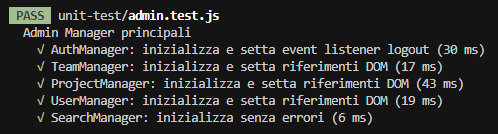 PASS unit-test/admin.test.js
Admin Manager principali
√ AuthManager: inizializza e setta event listener logout (30 ms)
√ TeamManager: inizializza e setta riferimenti DOM (17 ms)
√ ProjectManager: inizializza e setta riferimenti DOM (43 ms)
√ UserManager: inizializza e setta riferimenti DOM (19 ms)
√ SearchManager: inizializza senza errori (6 ms)